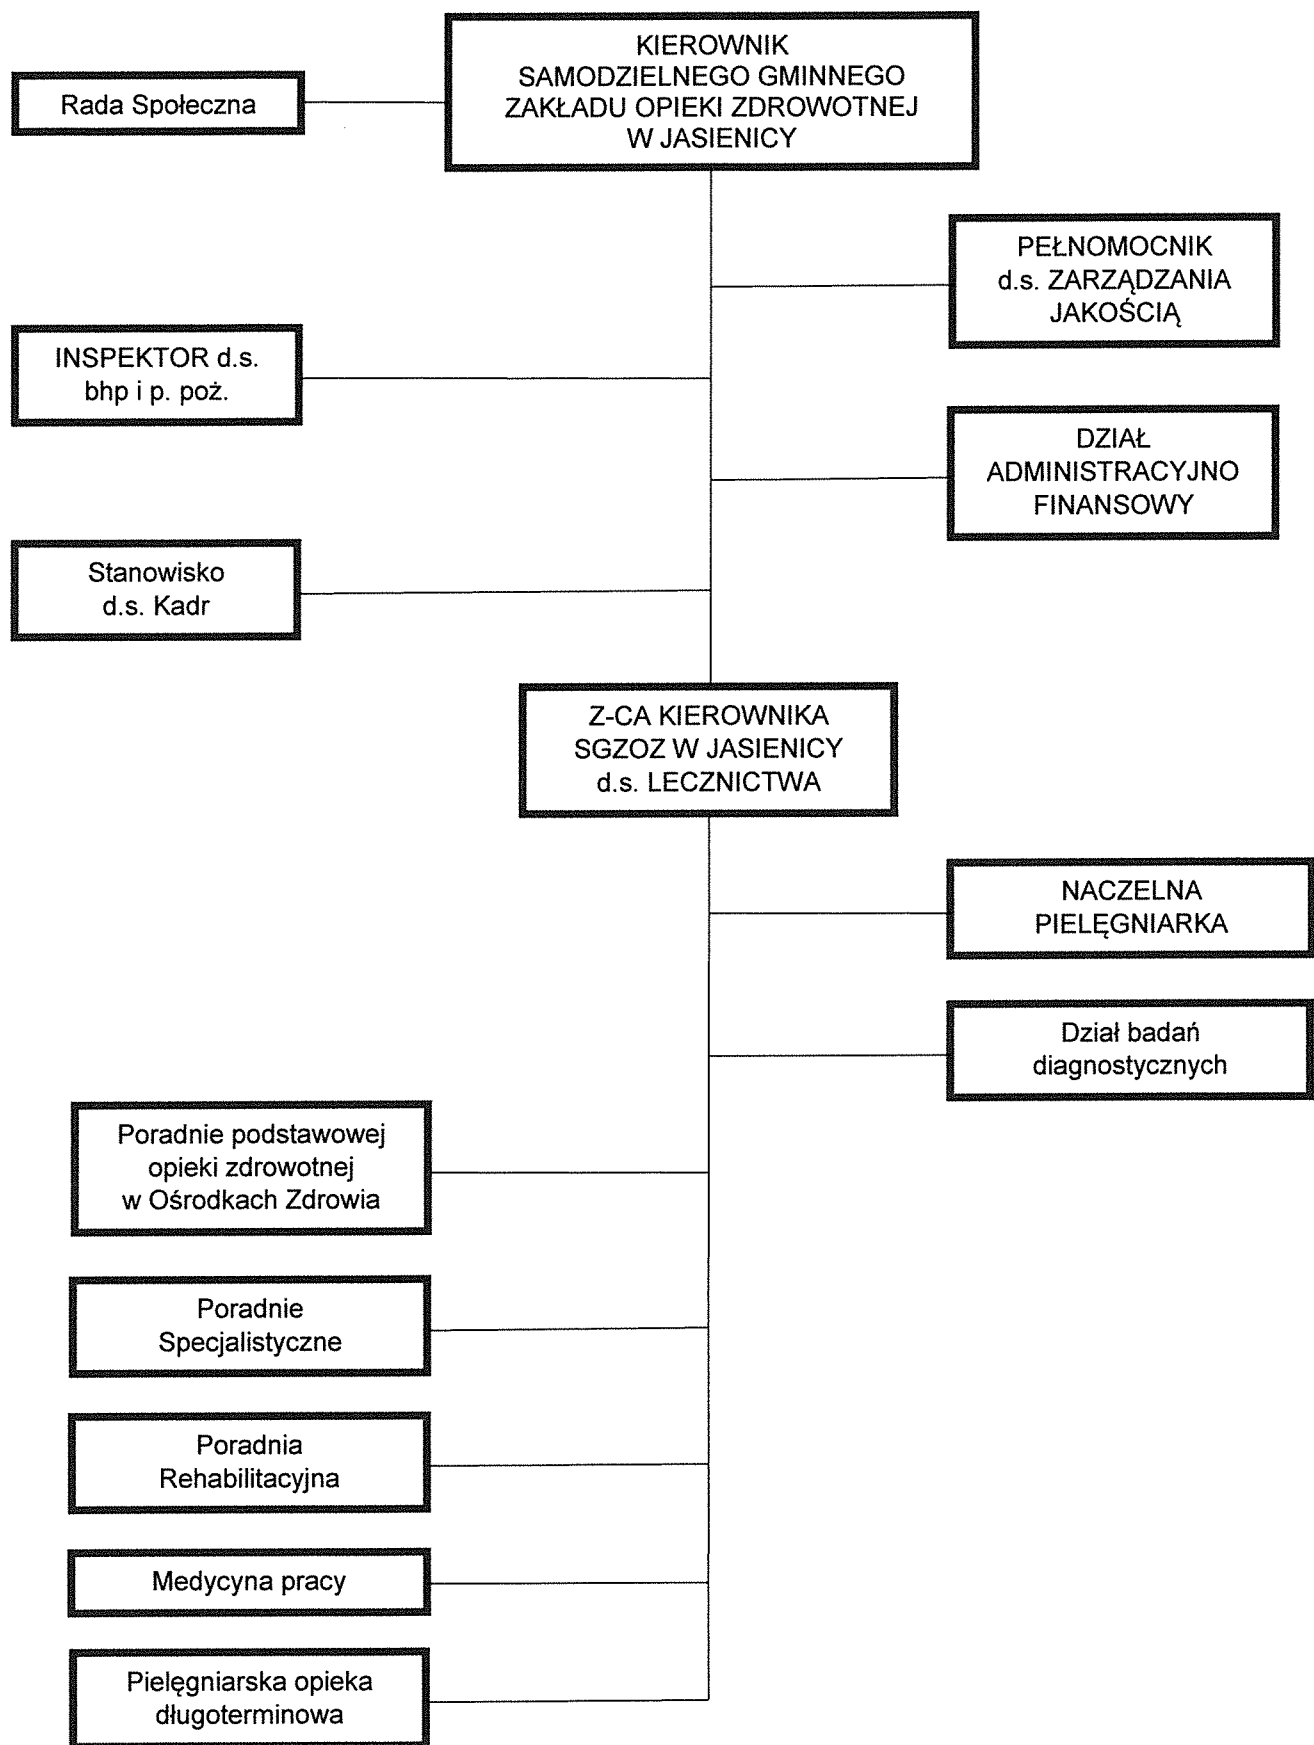 KIEROWNIK
SAMODZIELNEGO GMINNEGO
ZAKŁADU OPIEKI ZDROWOTNEJ
W JASIENICY
Rada Społeczna
PEŁNOMOCNIK
d.s. ZARZĄDZANIA
JAKOŚCIĄ
INSPEKTOR d.s.
bhp i p. poż.
DZIAŁ
ADMINISTRACYJNO
FINANSOWY
Stanowisko
d.s. Kadr
Z-CA KIEROWNIKA
SGZOZ W JASIENICY
d.s. LECZNICTWA
NACZELNA
PIELĘGNIARKA
Dział badań
diagnostycznych
Poradnie podstawowej
opieki zdrowotnej
w Ośrodkach Zdrowia
Poradnie
Specjalistyczne
Poradnia
Rehabilitacyjna
Medycyna pracy
Pielęgniarska opieka
długoterminowa